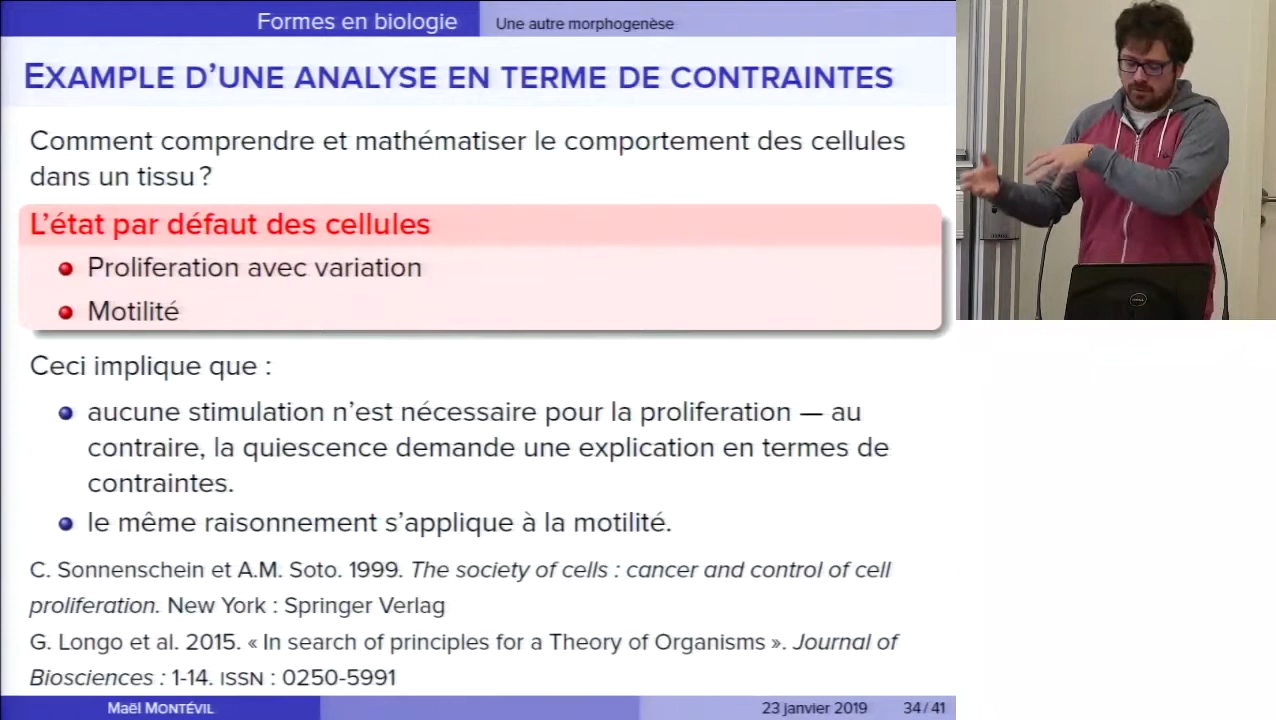 Formes en biologie
Une autre morphogenèse
EXAMPLE D'UNE ANALYSE EN TERME DE CONTRAINTES
Comment comprendre et mathématiser le comportement des cellules
dans un tissu ?
L'état par défaut des cellules
Proliferation avec variation
Motilité
Ceci implique que :
aucune stimulation n'est nécessaire pour la proliferation — au
contraire, la quiescence demande une explication en termes de
contraintes.
le même raisonnement s'applique à la motilité.
C. Sonnenschein et A.M. Soto. 1999. The society of cells : cancer and control of cell
proliferation. New York : Springer Verlag
G. Longo et al. 2015. « In search of principles for a Theory of Organisms ». Journal of
Biosciences : 1-14. ISSN : 0250-5991
Maël MONTÉVIL
23 janvier 2019
34 / 41
DELL